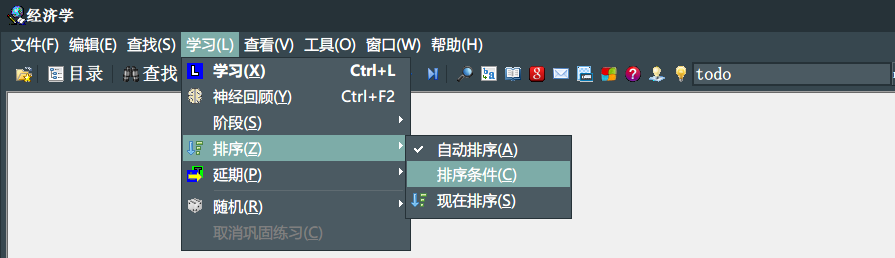 经济学
文件(F) 编辑(E) 查找(S) 学习(L) 查看(V) 工具(O) 窗口(W) 帮助(H)
目录 查找 todo
学习(X) Ctrl+L
神经回顾(Y) Ctrl+F2
阶段(S)
排序(Z)
延期(P)
随机(R)
取消巩固练习(C)
自动排序(A)
排序条件(C)
现在排序(S)